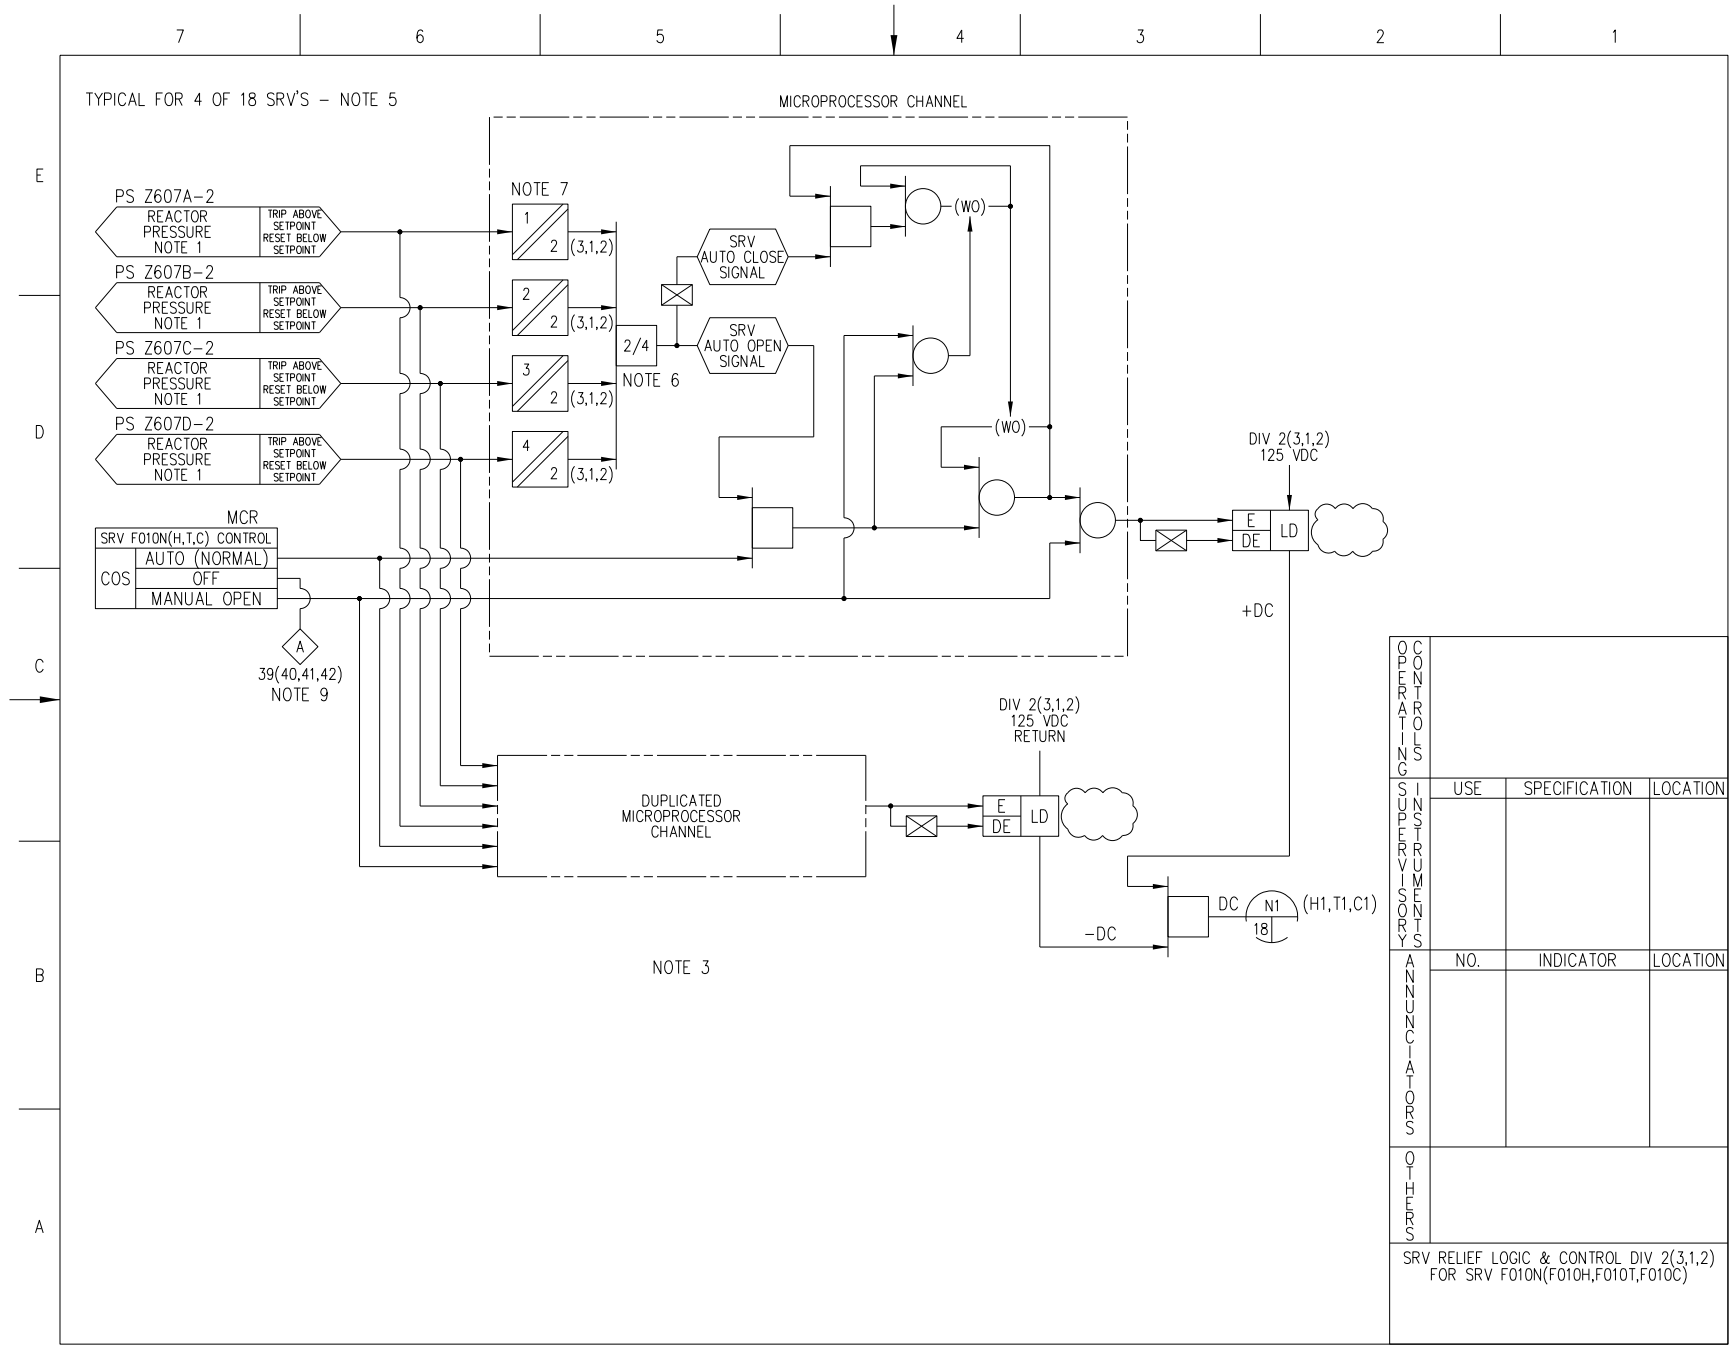 7 6 5 4 3 2 1
TYPICAL FOR 4 OF 18 SRV'S – NOTE 5
MICROPROCESSOR CHANNEL
E
D
C
B
A
PS Z607A-2
REACTOR
PRESSURE
NOTE 1
TRIP ABOVE
SETPOINT
RESET BELOW
SETPOINT
PS Z607B-2
REACTOR
PRESSURE
NOTE 1
TRIP ABOVE
SETPOINT
RESET BELOW
SETPOINT
PS Z607C-2
REACTOR
PRESSURE
NOTE 1
TRIP ABOVE
SETPOINT
RESET BELOW
SETPOINT
PS Z607D-2
REACTOR
PRESSURE
NOTE 1
TRIP ABOVE
SETPOINT
RESET BELOW
SETPOINT
MCR
SRV F010N(H,T,C) CONTROL
COS
AUTO (NORMAL)
OFF
MANUAL OPEN
A
39(40,41,42)
NOTE 9
NOTE 7
1
2 (3,1,2)
2
2 (3,1,2)
3
2 (3,1,2)
4
2 (3,1,2)
2/4
NOTE 6
SRV
AUTO CLOSE
SIGNAL
SRV
AUTO OPEN
SIGNAL
(WO)
(WO)
DIV 2(3,1,2)
125 VDC
E
DE
LD
+DC
DUPLICATED
MICROPROCESSOR
CHANNEL
DIV 2(3,1,2)
125 VDC
RETURN
E
DE
LD
-DC
DC
N1
18
(H1,T1,C1)
NOTE 3
OPERATING
CONTROLS
SUPERVISORY
INSTRUMENTS
USE SPECIFICATION LOCATION
ANNUNCIATORS
NO. INDICATOR LOCATION
OTHERS
SRV RELIEF LOGIC & CONTROL DIV 2(3,1,2)
FOR SRV F010N(F010H,F010T,F010C)